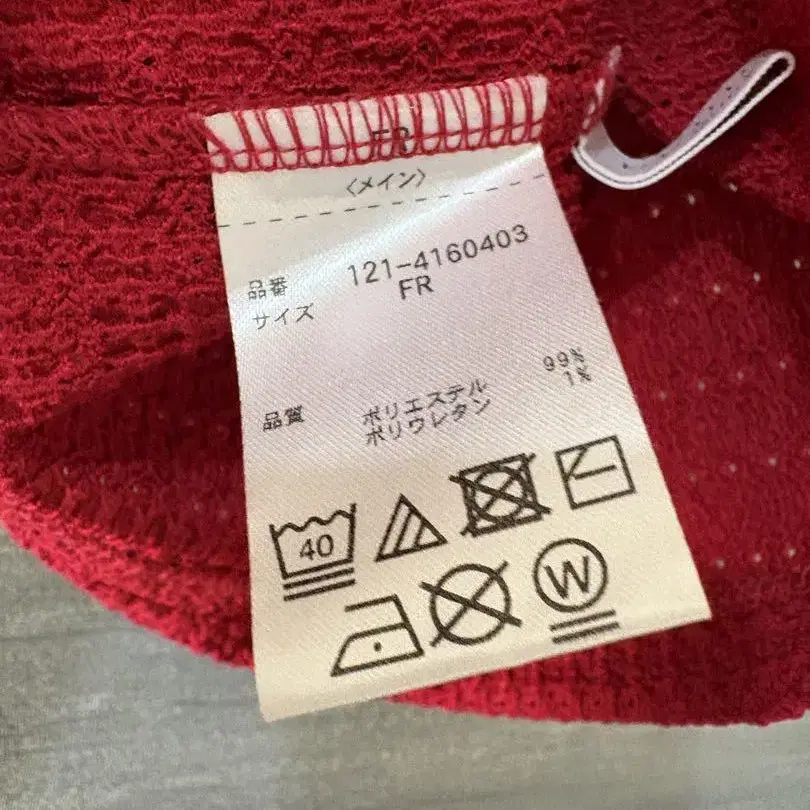 FR
〈メイン〉
品番 121-4160403
サイズ FR
品質 ポリエステル 99%
ポリウレタン 1%
40
W